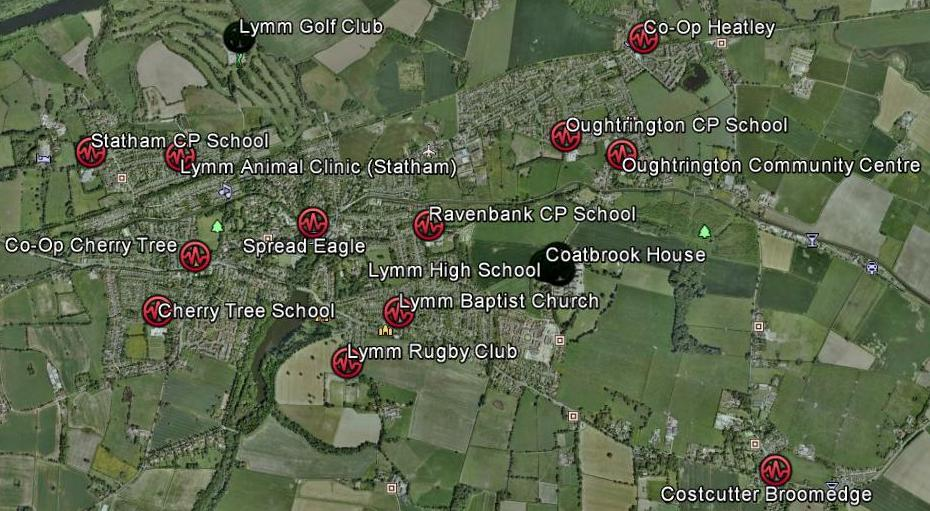 Lymm Golf Club
Co-Op Heatley
Statham CP School
Oughtrington CP School
Lymm Animal Clinic (Statham)
Oughtrington Community Centre
Ravenbank CP School
Co-Op Cherry Tree
Spread Eagle
Coatbrook House
Lymm High School
Lymm Baptist Church
Cherry Tree School
Lymm Rugby Club
Costcutter Broomedge